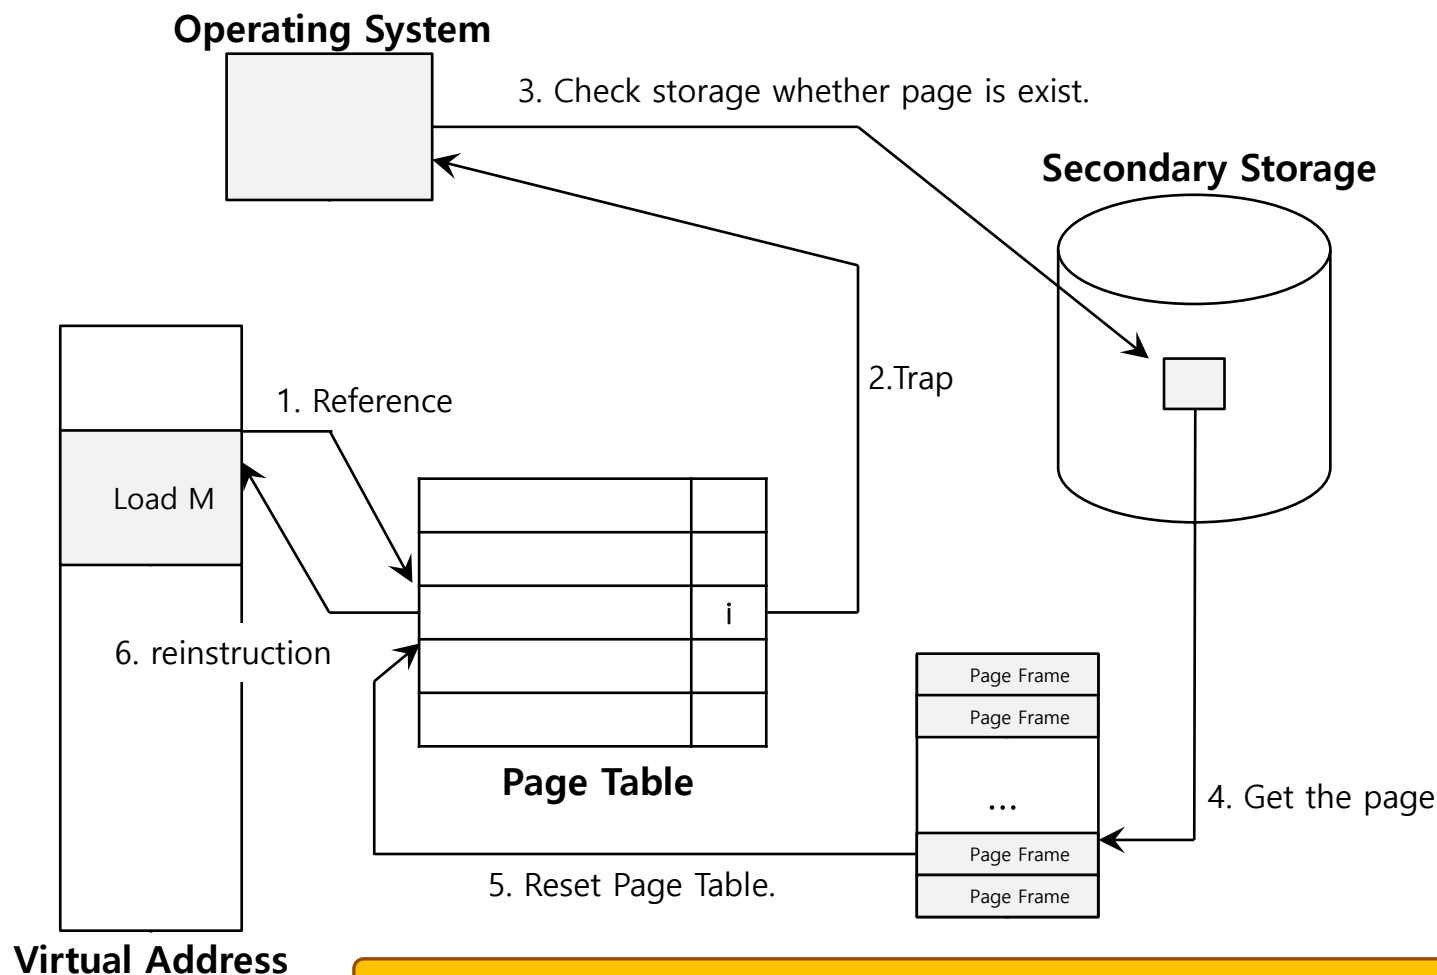 Operating System
3. Check storage whether page is exist.
Secondary Storage
2.Trap
1. Reference
Load M
i
6. reinstruction
Page Frame
Page Frame
Page Table
...
4. Get the page
Page Frame
5. Reset Page Table.
Page Frame
Virtual Address